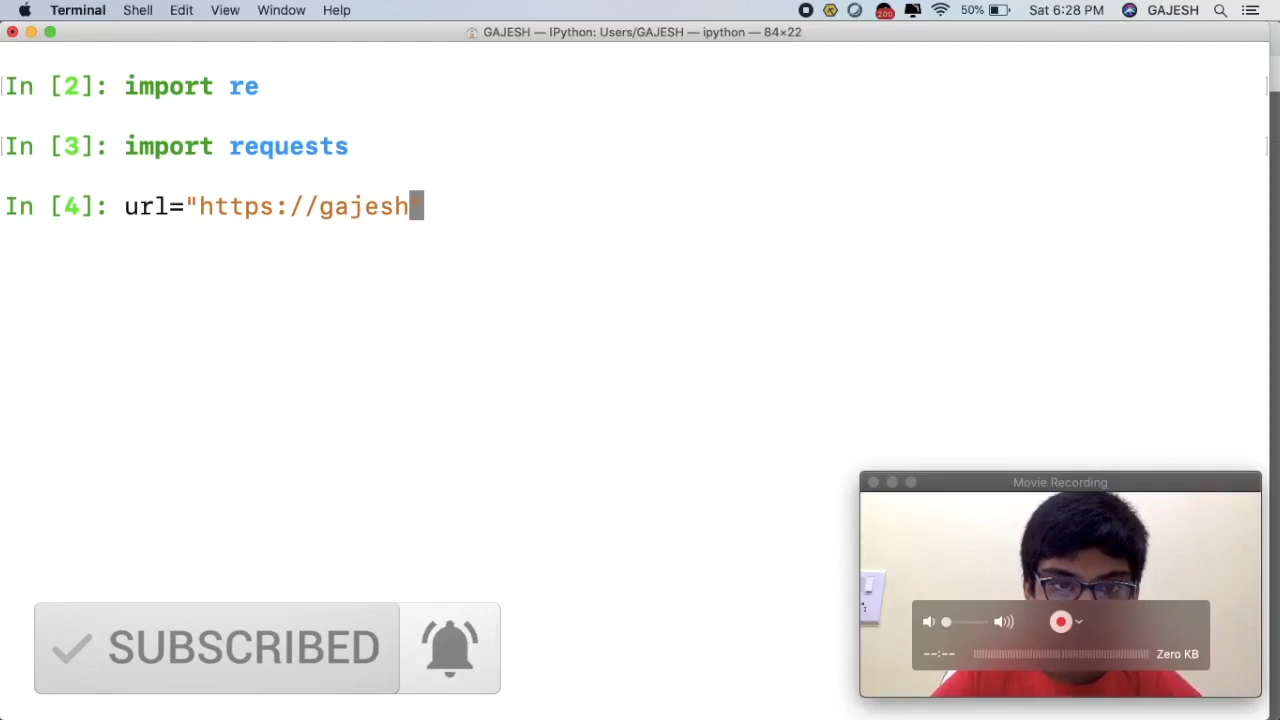 Terminal Shell Edit View Window Help 200 50% Sat 6:28 PM GAJESH
GAJESH — IPython: Users/GAJESH — ipython — 84×22
In [2]: import re
In [3]: import requests
In [4]: url="https://gajesh"
Movie Recording
--:-- Zero KB
SUBSCRIBED